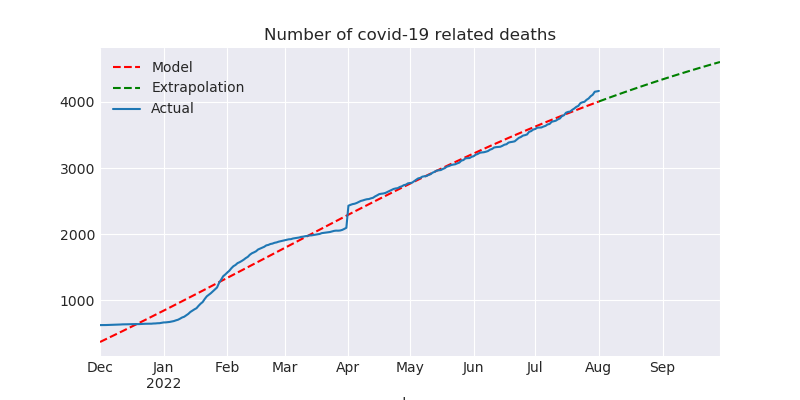 Number of covid-19 related deaths
Model
Extrapolation
Actual
4000
3000
2000
1000
Dec Jan Feb Mar Apr May Jun Jul Aug Sep
2022